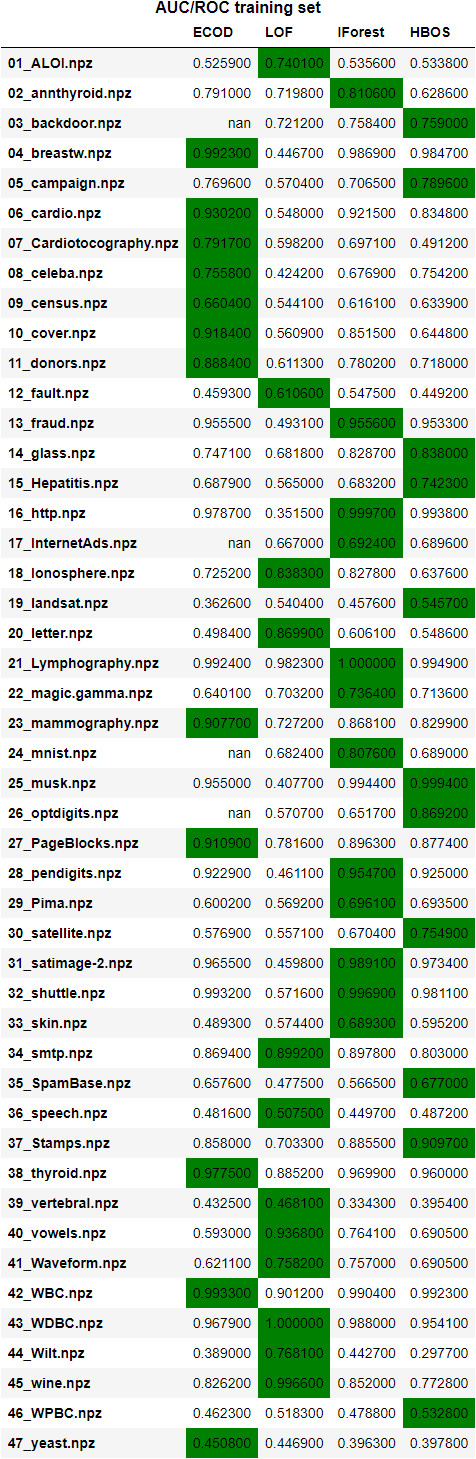 AUC/ROC training set
ECOD LOF IForest HBOS
01_ALOI.npz 0.525900 0.740100 0.535600 0.533800
02_annthyroid.npz 0.791000 0.719800 0.810600 0.628600
03_backdoor.npz nan 0.721200 0.758400 0.759000
04_breastw.npz 0.992300 0.446700 0.986900 0.984700
05_campaign.npz 0.769600 0.570400 0.706500 0.789600
06_cardio.npz 0.930200 0.548000 0.921500 0.834800
07_Cardiotocography.npz 0.791700 0.598200 0.697100 0.491200
08_celeba.npz 0.755800 0.424200 0.676900 0.754200
09_census.npz 0.660400 0.544100 0.616100 0.633900
10_cover.npz 0.918400 0.560900 0.851500 0.644800
11_donors.npz 0.888400 0.611300 0.780200 0.718000
12_fault.npz 0.459300 0.610600 0.547500 0.449200
13_fraud.npz 0.955500 0.493100 0.955600 0.953300
14_glass.npz 0.747100 0.681800 0.828700 0.838000
15_Hepatitis.npz 0.687900 0.565000 0.683200 0.742300
16_http.npz 0.978700 0.351500 0.999700 0.993800
17_InternetAds.npz nan 0.667000 0.692400 0.689600
18_Ionosphere.npz 0.725200 0.838300 0.827800 0.637600
19_landsat.npz 0.362600 0.540400 0.457600 0.545700
20_letter.npz 0.498400 0.869900 0.606100 0.548600
21_Lymphography.npz 0.992400 0.982300 1.000000 0.994900
22_magic.gamma.npz 0.640100 0.703200 0.736400 0.713600
23_mammography.npz 0.907700 0.727200 0.868100 0.829900
24_mnist.npz nan 0.682400 0.807600 0.689000
25_musk.npz 0.955000 0.407700 0.994400 0.999400
26_optdigits.npz nan 0.570700 0.651700 0.869200
27_PageBlocks.npz 0.910900 0.781600 0.896300 0.877400
28_pendigits.npz 0.922900 0.461100 0.954700 0.925000
29_Pima.npz 0.600200 0.569200 0.696100 0.693500
30_satellite.npz 0.576900 0.557100 0.670400 0.754900
31_satimage-2.npz 0.965500 0.459800 0.989100 0.973400
32_shuttle.npz 0.993200 0.571600 0.996900 0.981100
33_skin.npz 0.489300 0.574400 0.689300 0.595200
34_smtp.npz 0.869400 0.899200 0.897800 0.803000
35_SpamBase.npz 0.657600 0.477500 0.566500 0.677000
36_speech.npz 0.481600 0.507500 0.449700 0.487200
37_Stamps.npz 0.858000 0.703300 0.885500 0.909700
38_thyroid.npz 0.977500 0.885200 0.969900 0.960000
39_vertebral.npz 0.432500 0.468100 0.334300 0.395400
40_vowels.npz 0.593000 0.936800 0.764100 0.690500
41_Waveform.npz 0.621100 0.758200 0.757000 0.690500
42_WBC.npz 0.993300 0.901200 0.990400 0.992300
43_WDBC.npz 0.967900 1.000000 0.988000 0.954100
44_Wilt.npz 0.389000 0.768100 0.442700 0.297700
45_wine.npz 0.826200 0.996600 0.852000 0.772800
46_WPBC.npz 0.462300 0.518300 0.478800 0.532800
47_yeast.npz 0.450800 0.446900 0.396300 0.397800